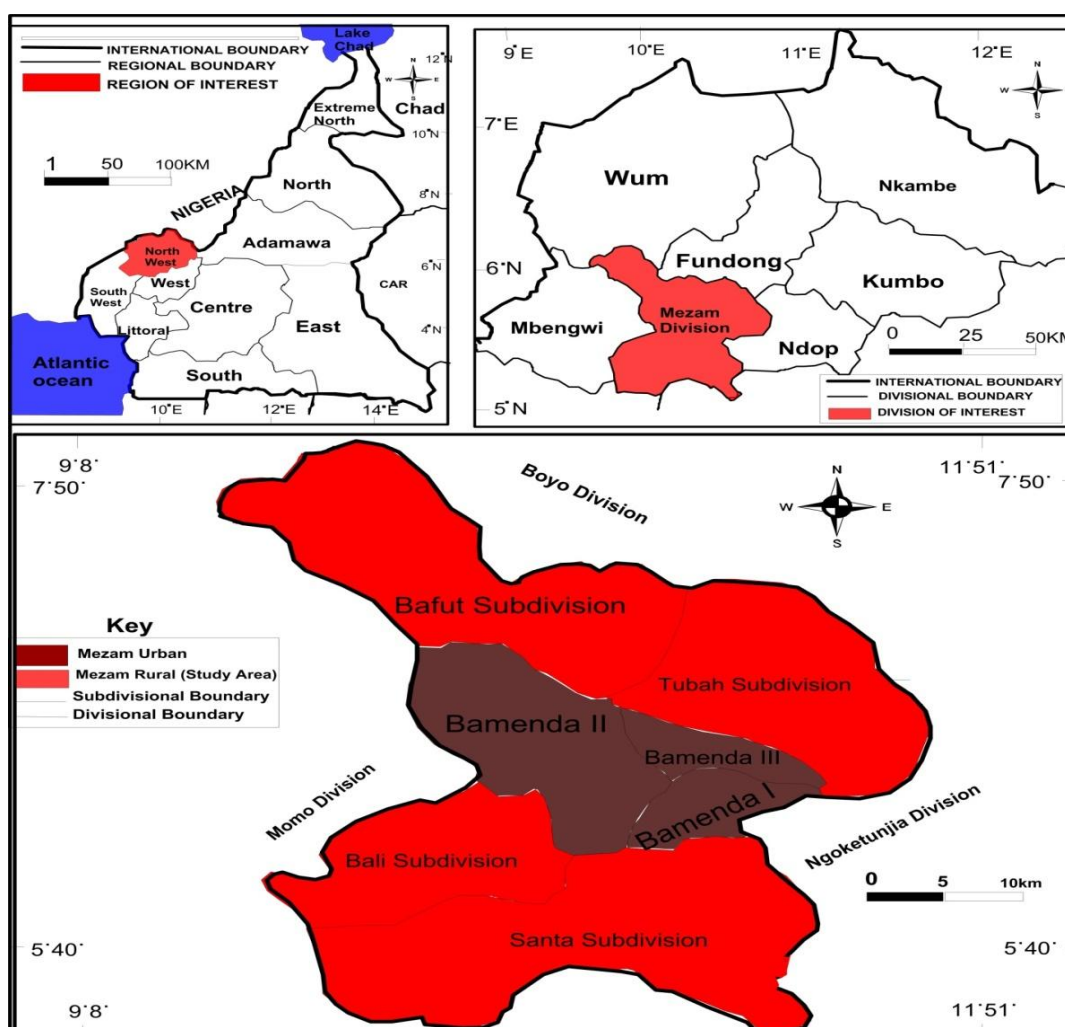 Lake
Chad
INTERNATIONAL BOUNDARY
REGIONAL BOUNDARY
REGION OF INTEREST
12°N
N
W E
S
Extreme
North
Chad
10°N
1 50 100KM
North
8°N
NIGERIA
Adamawa
North
West
6°N
West
CAR
South
West
Centre
Littoral
East
4°N
Atlantic
ocean
South
10°E 12°E 14°E
9°E 10°E 11°E 12°E
N
W E
S
7°E
Wum
Nkambe
6°N
Fundong
Kumbo
Mezam
Division
Mbengwi
Ndop
0 25 50KM
INTERNATIONAL BOUNDARY
DIVISIONAL BOUNDARY
DIVISION OF INTEREST
5°N
9°8'
7°50'
11°51'
7°50'
Boyo Division
N
W E
S
Bafut Subdivision
Key
Mezam Urban
Mezam Rural (Study Area)
Subdivisional Boundary
Divisional Boundary
Tubah Subdivision
Bamenda II
Bamenda III
Momo Division
Bamenda I
Ngoketunjia Division
Bali Subdivision
0 5 10km
Santa Subdivision
5°40'
5°40'
9°8'
11°51'